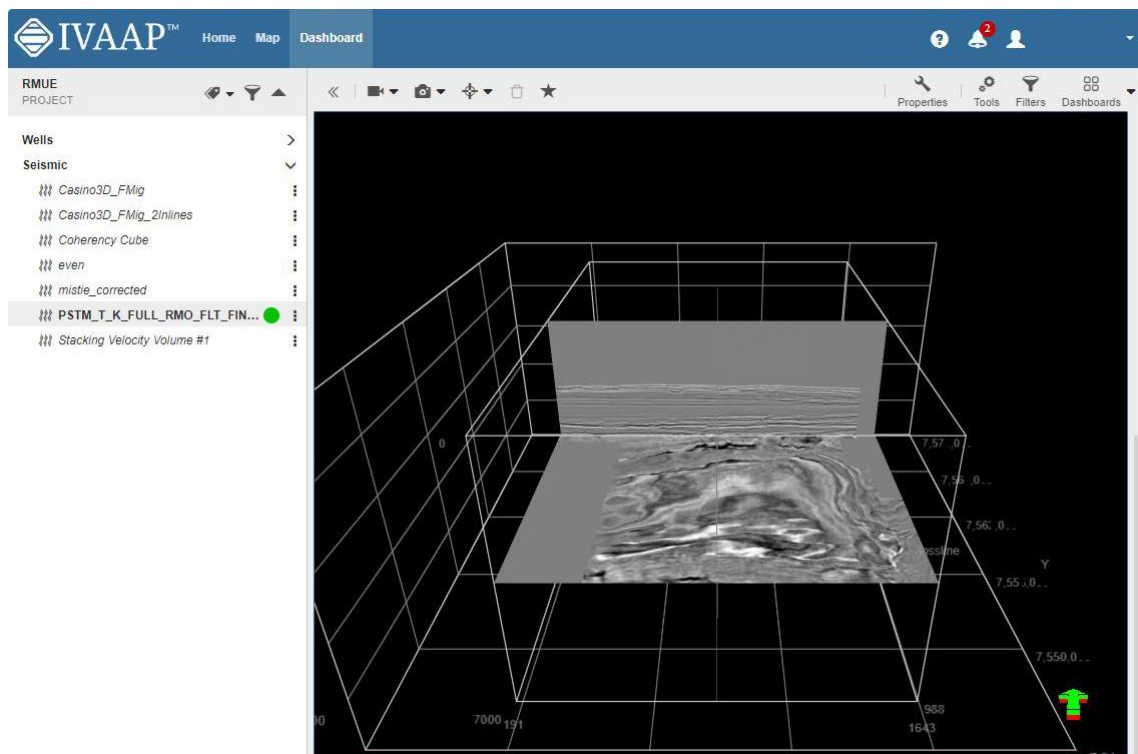 IVAAP™ Home Map Dashboard 2
RMUE
PROJECT
Properties Tools Filters Dashboards
Wells
Seismic
Casino3D_FMig
Casino3D_FMig_2Inlines
Coherency Cube
even
mistie_corrected
PSTM_T_K_FULL_RMO_FLT_FIN...
Stacking Velocity Volume #1
0
Y
7,550,0..
988
7000 191
1643